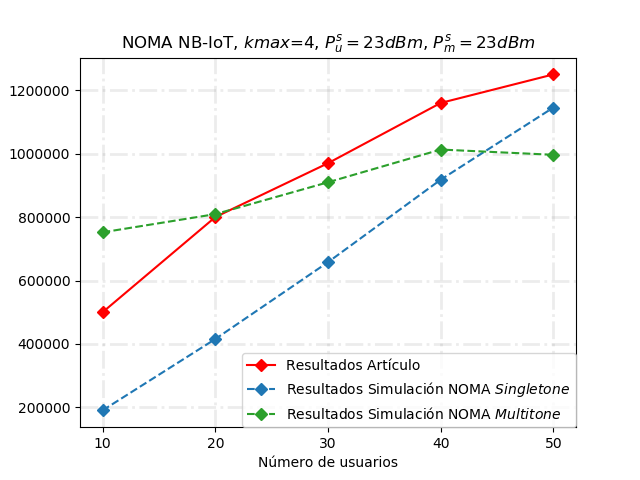 NOMA NB-IoT, kmax=4, P_u^s = 23dBm, P_m^s = 23dBm
1200000
1000000
800000
600000
400000
200000
Resultados Artículo
Resultados Simulación NOMA Singletone
Resultados Simulación NOMA Multitone
10 20 30 40 50
Número de usuarios